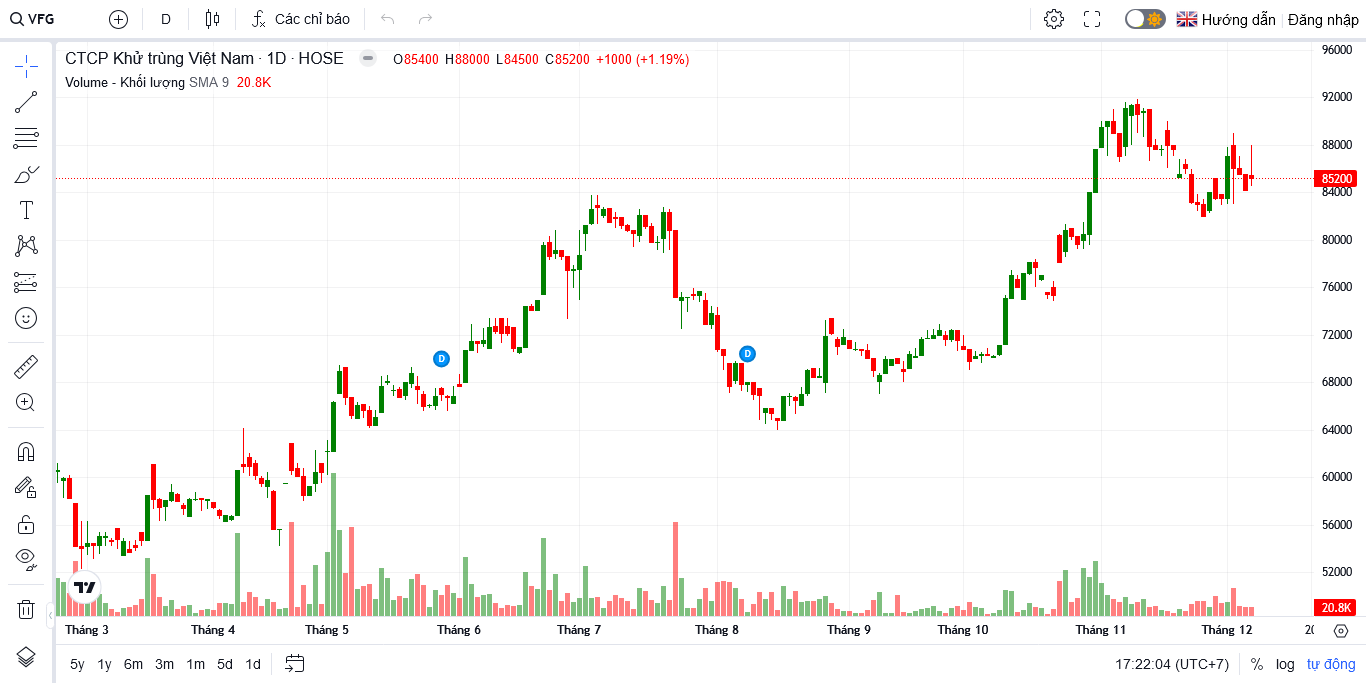 VFG D Các chỉ báo Hướng dẫn Đăng nhập
CTCP Khử trùng Việt Nam · 1D · HOSE O85400 H88000 L84500 C85200 +1000 (+1.19%)
Volume - Khối lượng SMA 9 20.8K
96000
92000
88000
85200
84000
80000
76000
72000
68000
64000
60000
56000
52000
20.8K
D
D
Tháng 3 Tháng 4 Tháng 5 Tháng 6 Tháng 7 Tháng 8 Tháng 9 Tháng 10 Tháng 11 Tháng 12
5y 1y 6m 3m 1m 5d 1d 17:22:04 (UTC+7) % log tự động